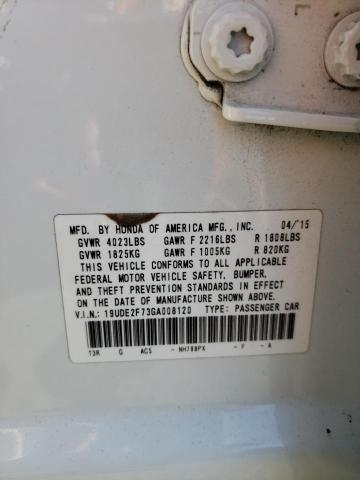 MFD. BY HONDA OF AMERICA MFG., INC. 04/'15
GVWR 4023LBS GAWR F 2216LBS R 1808LBS
GVWR 1825KG GAWR F 1005KG R 820KG
THIS VEHICLE CONFORMS TO ALL APPLICABLE
FEDERAL MOTOR VEHICLE SAFETY, BUMPER,
AND THEFT PREVENTION STANDARDS IN EFFECT
ON THE DATE OF MANUFACTURE SHOWN ABOVE.
V.I.N.: 19UDE2F73GA008120 TYPE: PASSENGER CAR
T3R G AC5 - NH788PX - F - A